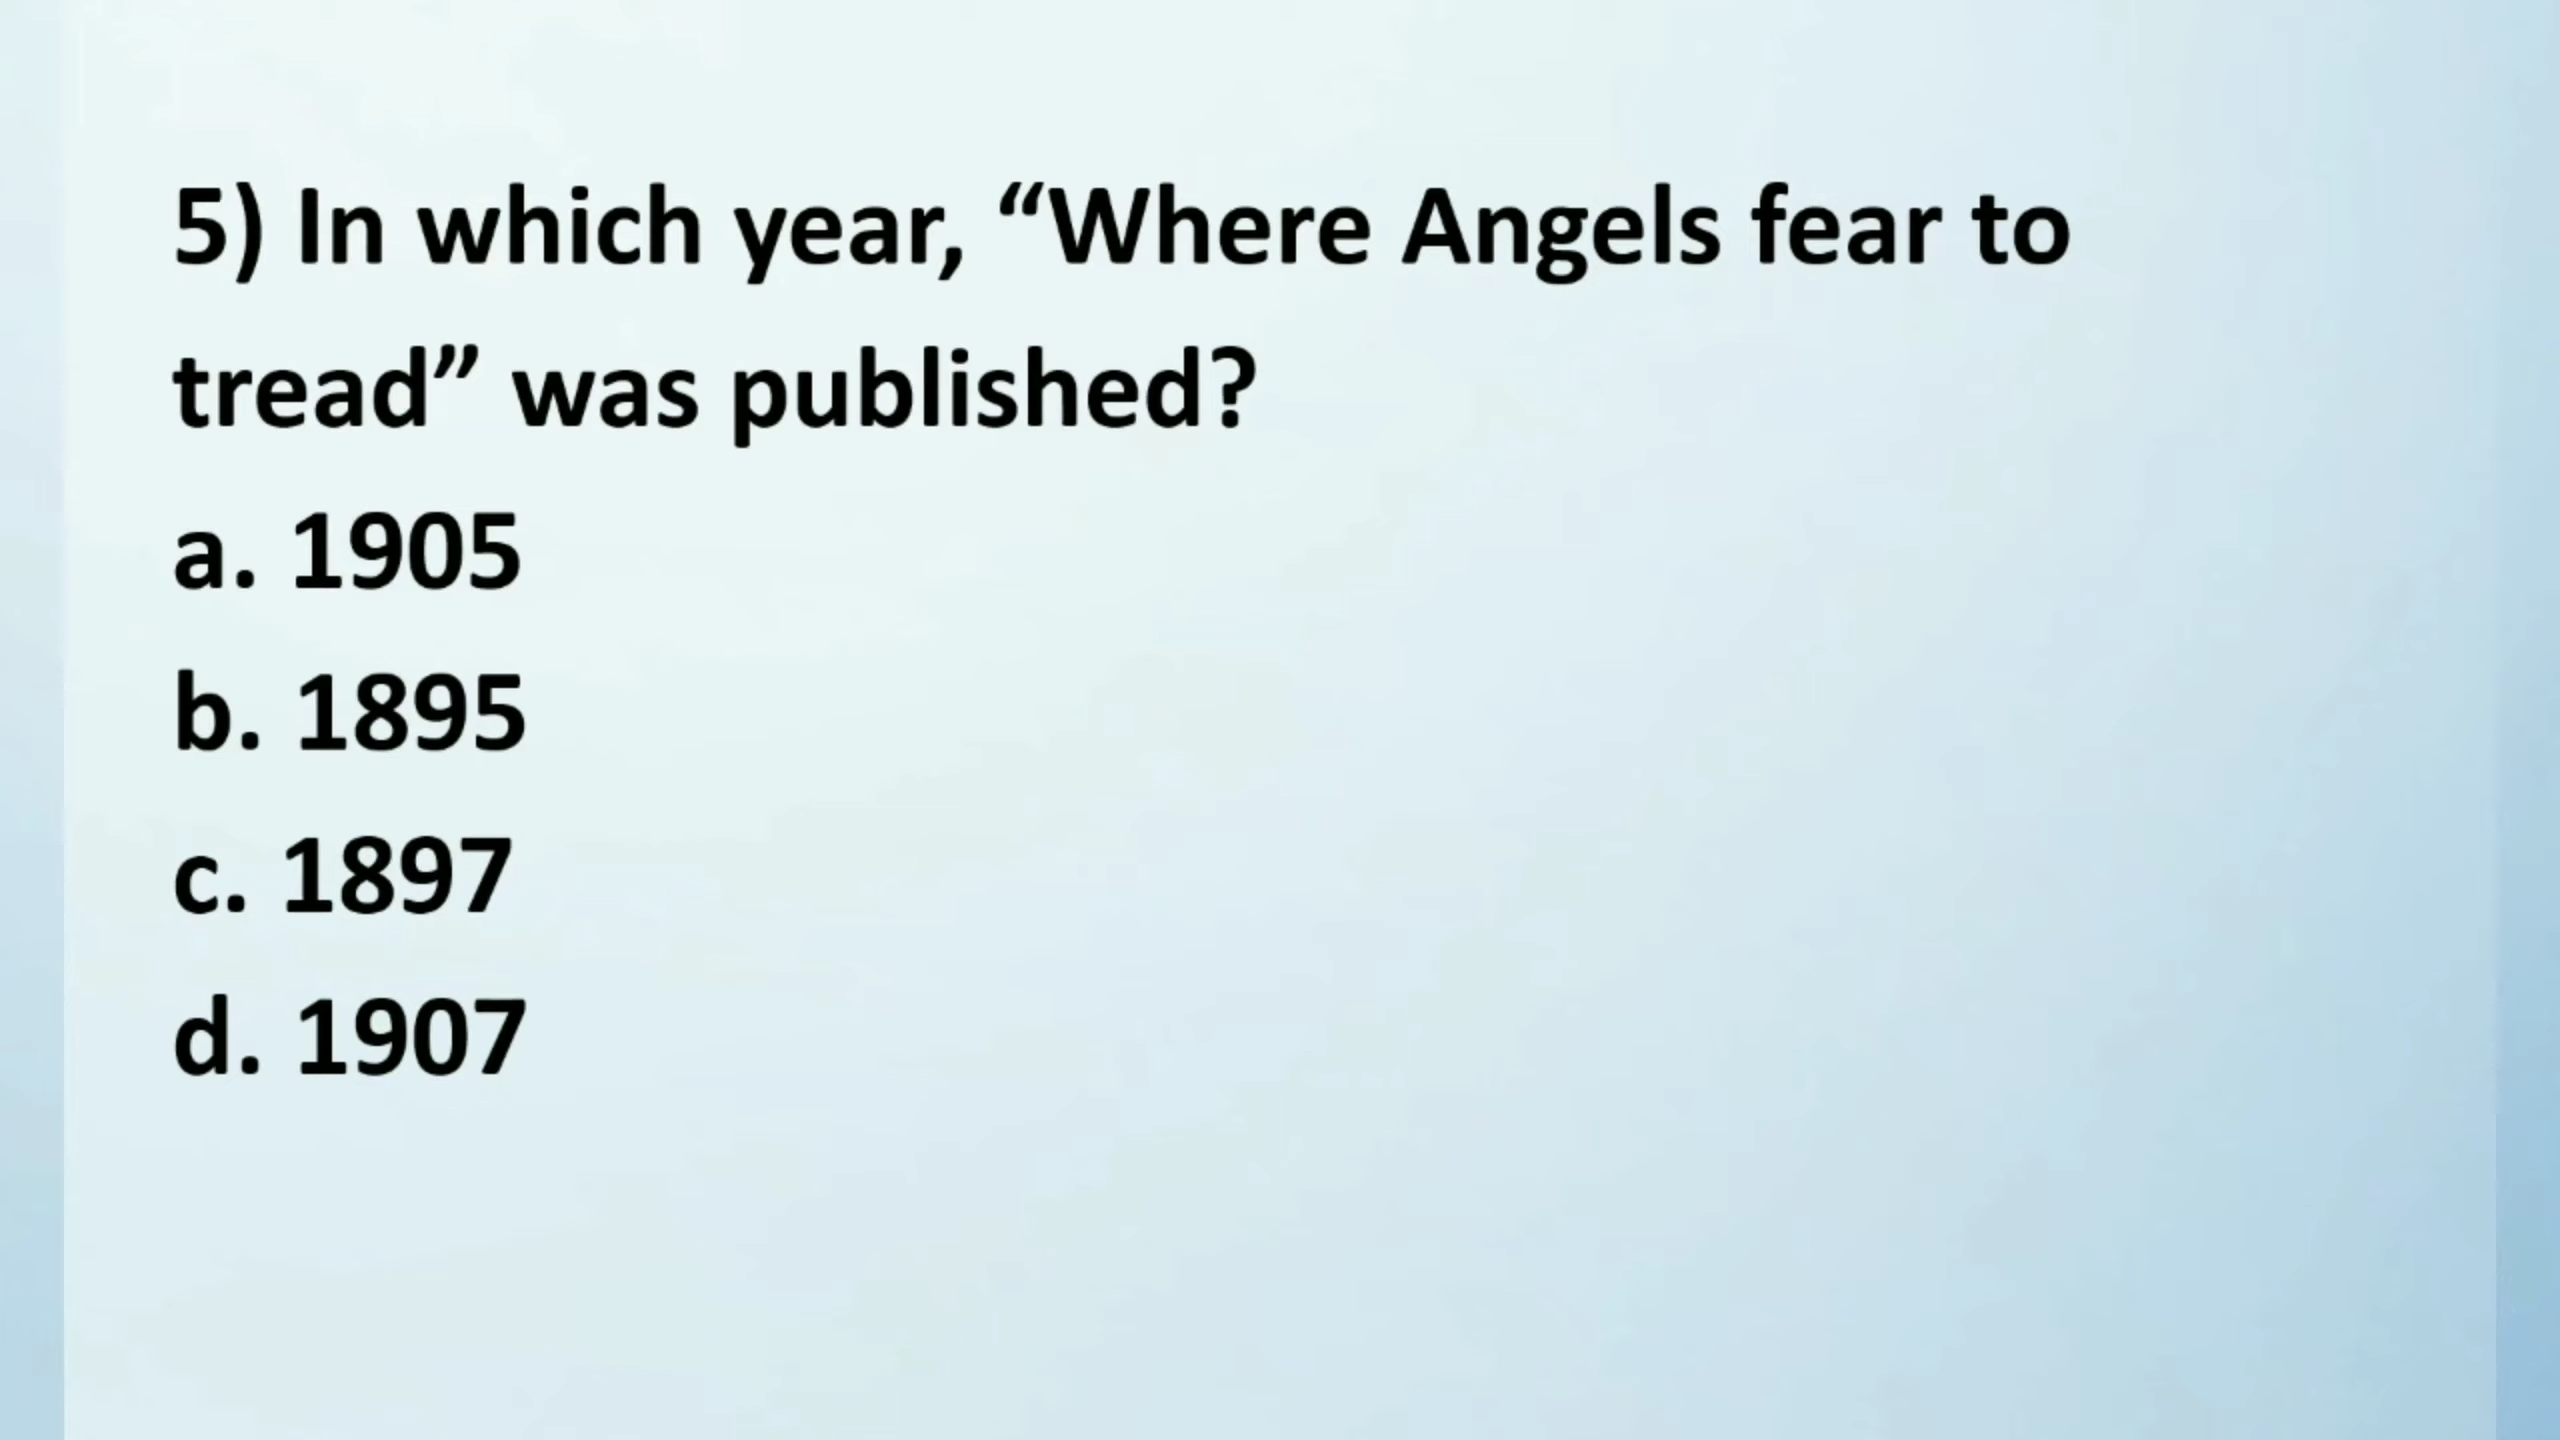 5) In which year, “Where Angels fear to
tread” was published?
a. 1905
b. 1895
c. 1897
d. 1907